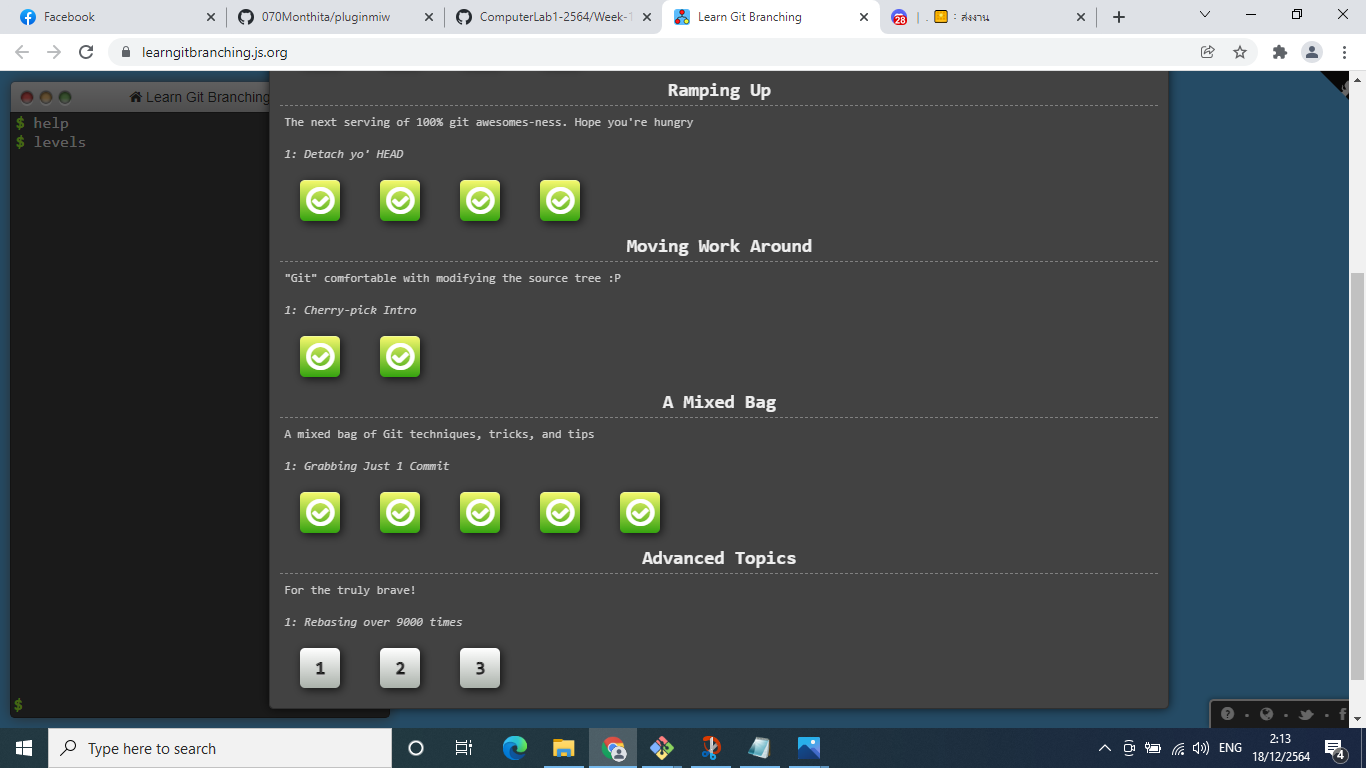 Facebook
070Monthita/pluginmiw
ComputerLab1-2564/Week-1
Learn Git Branching
28 | . : ส่งงาน
learngitbranching.js.org
Learn Git Branching
$ help
$ levels
$
Ramping Up
The next serving of 100% git awesomes-ness. Hope you're hungry
1: Detach yo' HEAD
Moving Work Around
"Git" comfortable with modifying the source tree :P
1: Cherry-pick Intro
A Mixed Bag
A mixed bag of Git techniques, tricks, and tips
1: Grabbing Just 1 Commit
Advanced Topics
For the truly brave!
1: Rebasing over 9000 times
1 2 3
Type here to search
ENG
2:13
18/12/2564
4